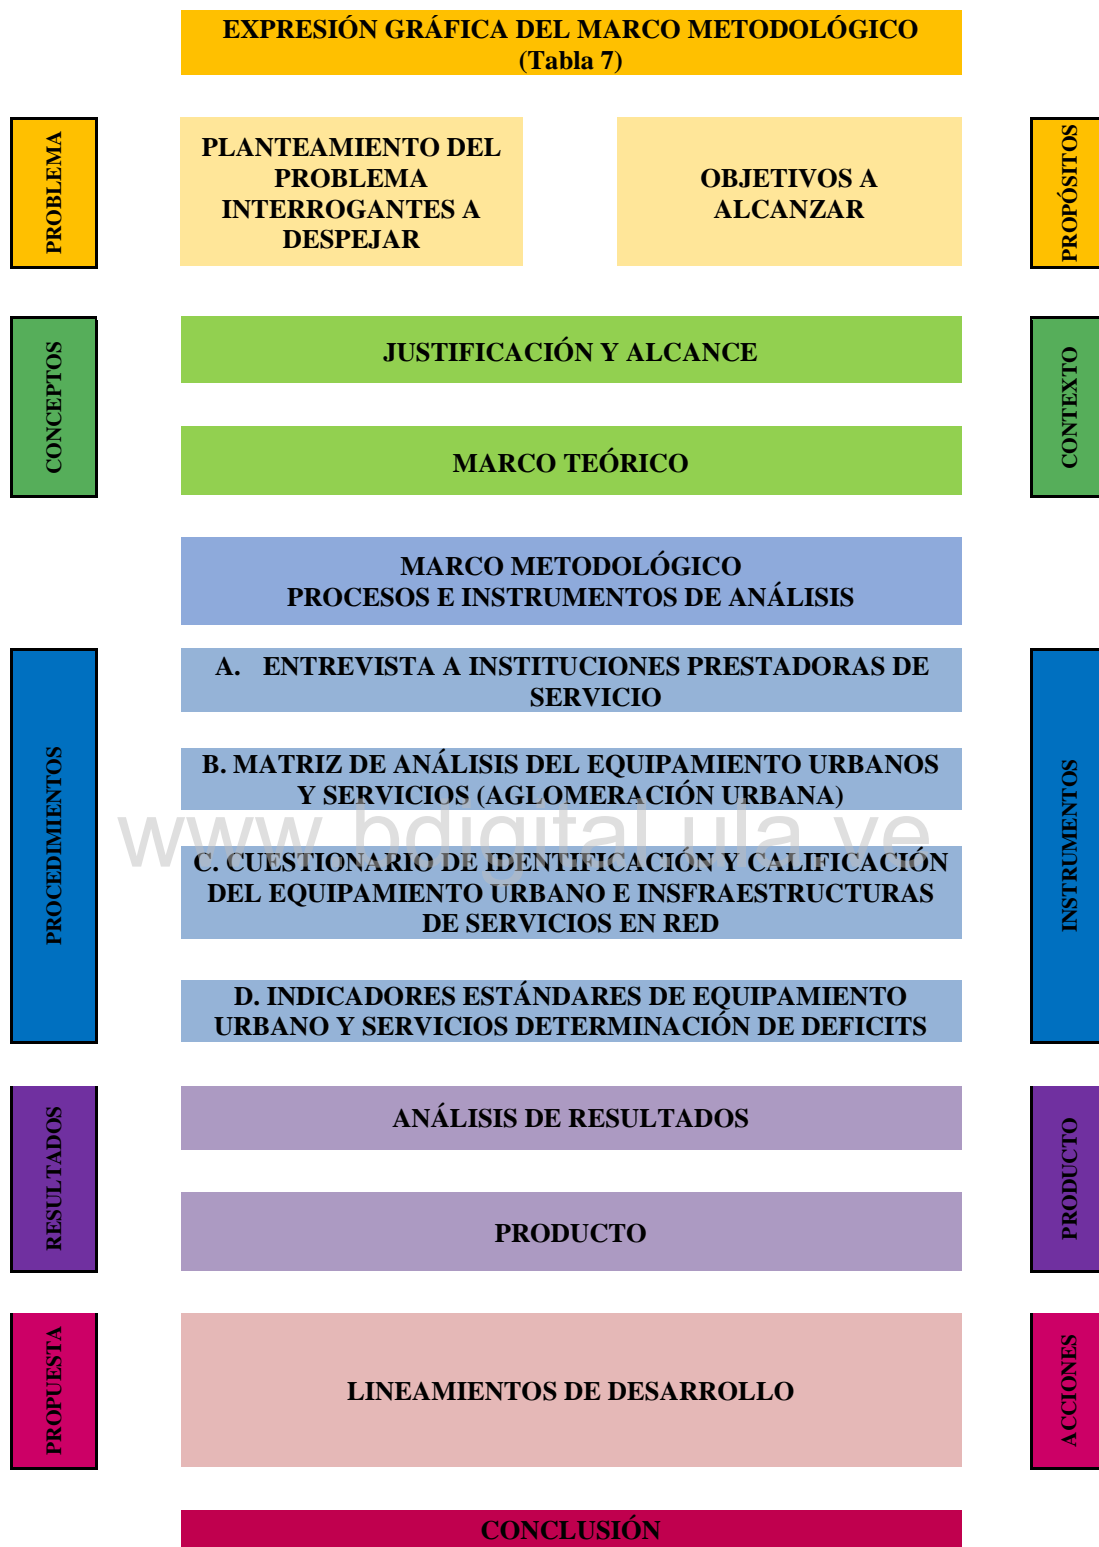 EXPRESIÓN GRÁFICA DEL MARCO METODOLÓGICO
(Tabla 7)
PROBLEMA
PLANTEAMIENTO DEL
PROBLEMA
INTERROGANTES A
DESPEJAR
OBJETIVOS A
ALCANZAR
PROPÓSITOS
CONCEPTOS
JUSTIFICACIÓN Y ALCANCE
MARCO TEÓRICO
CONTEXTO
MARCO METODOLÓGICO
PROCESOS E INSTRUMENTOS DE ANÁLISIS
PROCEDIMIENTOS
A. ENTREVISTA A INSTITUCIONES PRESTADORAS DE
SERVICIO
B. MATRIZ DE ANÁLISIS DEL EQUIPAMIENTO URBANOS
Y SERVICIOS (AGLOMERACIÓN URBANA)
www.bdigital.ula.ve
C. CUESTIONARIO DE IDENTIFICACIÓN Y CALIFICACIÓN
DEL EQUIPAMIENTO URBANO E INSFRAESTRUCTURAS
DE SERVICIOS EN RED
D. INDICADORES ESTÁNDARES DE EQUIPAMIENTO
URBANO Y SERVICIOS DETERMINACIÓN DE DEFICITS
INSTRUMENTOS
RESULTADOS
ANÁLISIS DE RESULTADOS
PRODUCTO
PRODUCTO
PROPUESTA
LINEAMIENTOS DE DESARROLLO
ACCIONES
CONCLUSIÓN